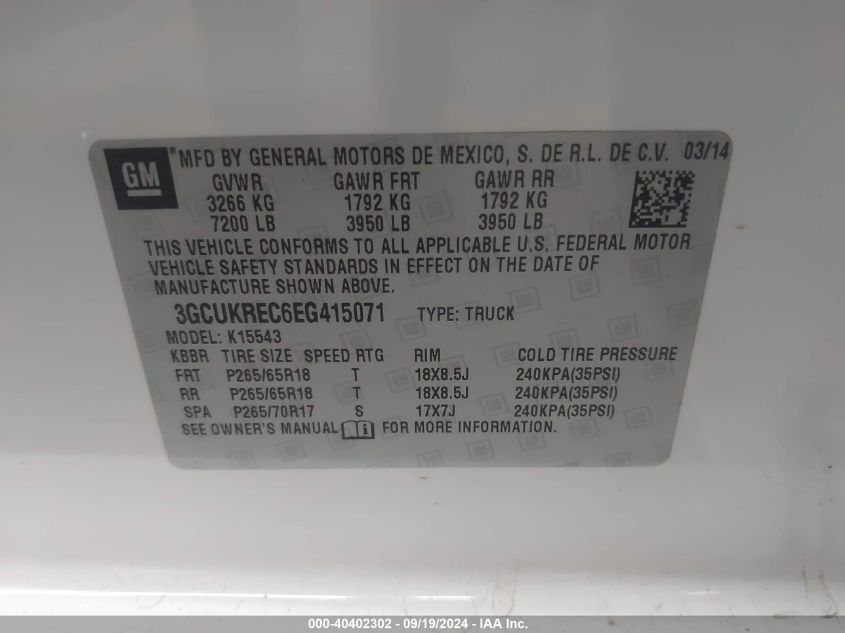 GM ® MFD BY GENERAL MOTORS DE MEXICO, S. DE R.L. DE C.V. 03/14
GVWR GAWR FRT GAWR RR
3266 KG 1792 KG 1792 KG
7200 LB 3950 LB 3950 LB
THIS VEHICLE CONFORMS TO ALL APPLICABLE U.S. FEDERAL MOTOR
VEHICLE SAFETY STANDARDS IN EFFECT ON THE DATE OF
MANUFACTURE SHOWN ABOVE.
3GCUKREC6EG415071 TYPE: TRUCK
MODEL: K15543
KBBR TIRE SIZE SPEED RTG RIM COLD TIRE PRESSURE
FRT P265/65R18 T 18X8.5J 240KPA(35PSI)
RR P265/65R18 T 18X8.5J 240KPA(35PSI)
SPA P265/70R17 S 17X7J 240KPA(35PSI)
SEE OWNER'S MANUAL i FOR MORE INFORMATION.
000-40402302 - 09/19/2024 - IAA Inc.